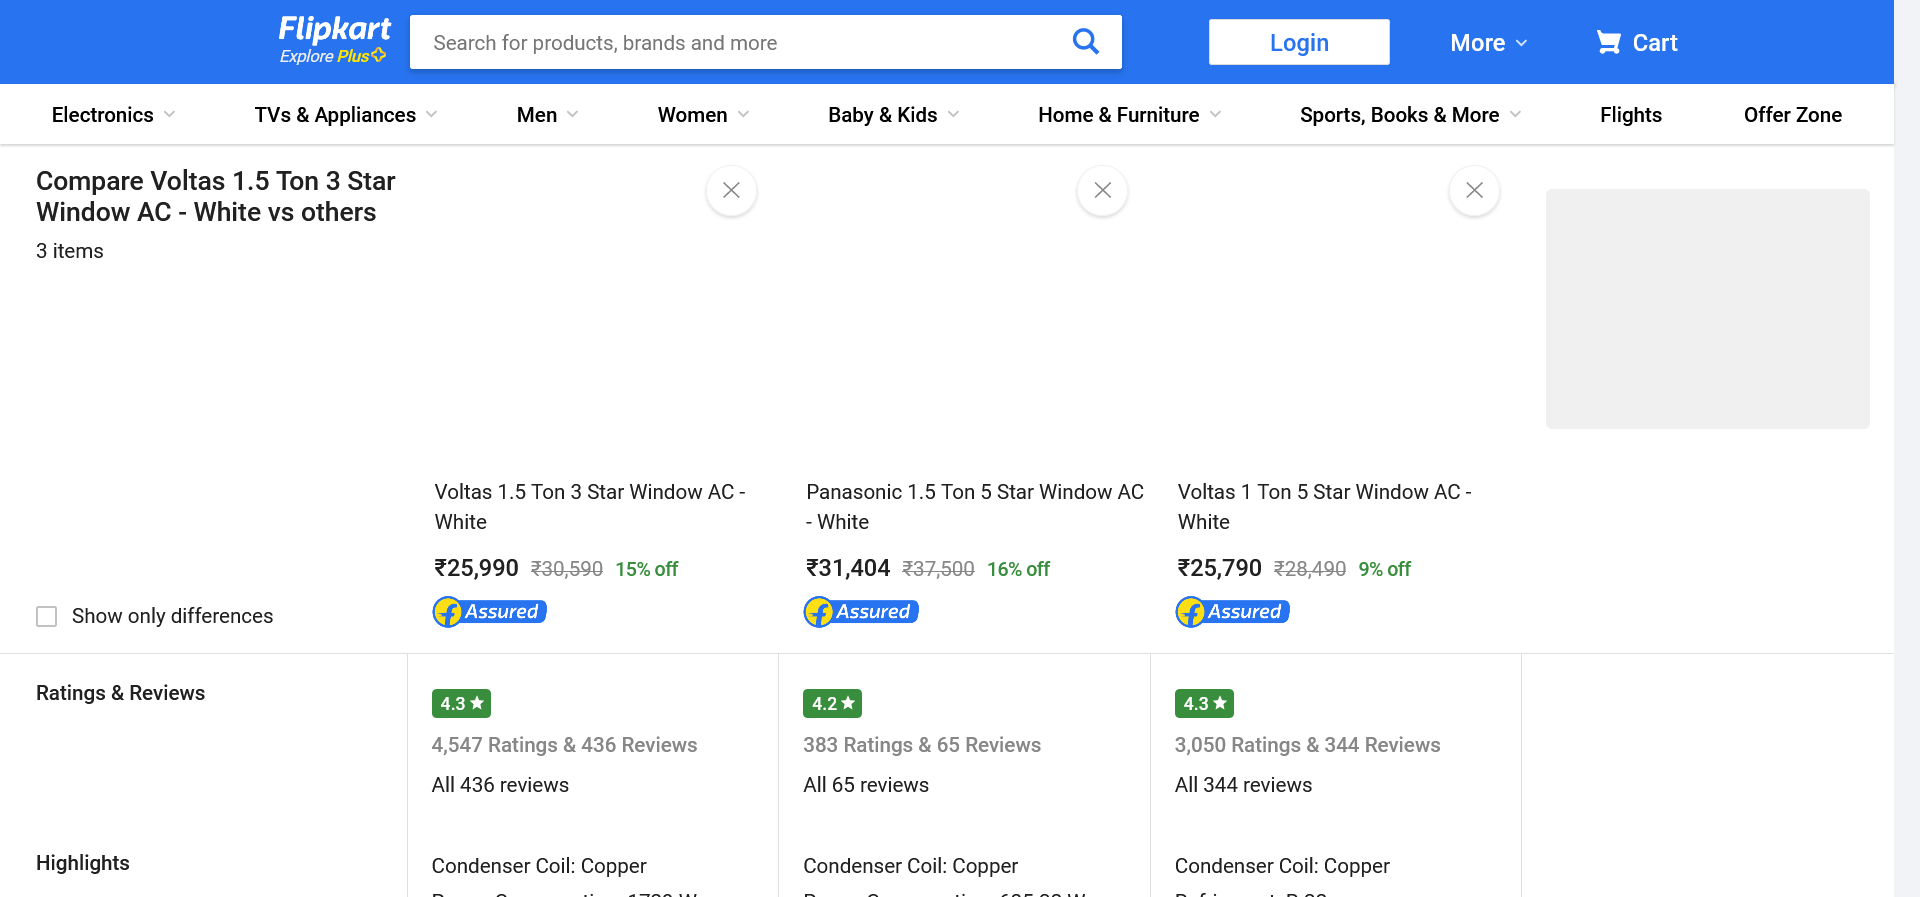 Flipkart
Explore Plus
Search for products, brands and more
Login
More
Cart
Electronics
TVs & Appliances
Men
Women
Baby & Kids
Home & Furniture
Sports, Books & More
Flights
Offer Zone
Compare Voltas 1.5 Ton 3 Star
Window AC - White vs others
3 items
Show only differences
Voltas 1.5 Ton 3 Star Window AC -
White
₹25,990 ₹30,590 15% off
Assured
Panasonic 1.5 Ton 5 Star Window AC
- White
₹31,404 ₹37,500 16% off
Assured
Voltas 1 Ton 5 Star Window AC -
White
₹25,790 ₹28,490 9% off
Assured
Ratings & Reviews
4.3
4,547 Ratings & 436 Reviews
All 436 reviews
4.2
383 Ratings & 65 Reviews
All 65 reviews
4.3
3,050 Ratings & 344 Reviews
All 344 reviews
Highlights
Condenser Coil: Copper
Condenser Coil: Copper
Condenser Coil: Copper